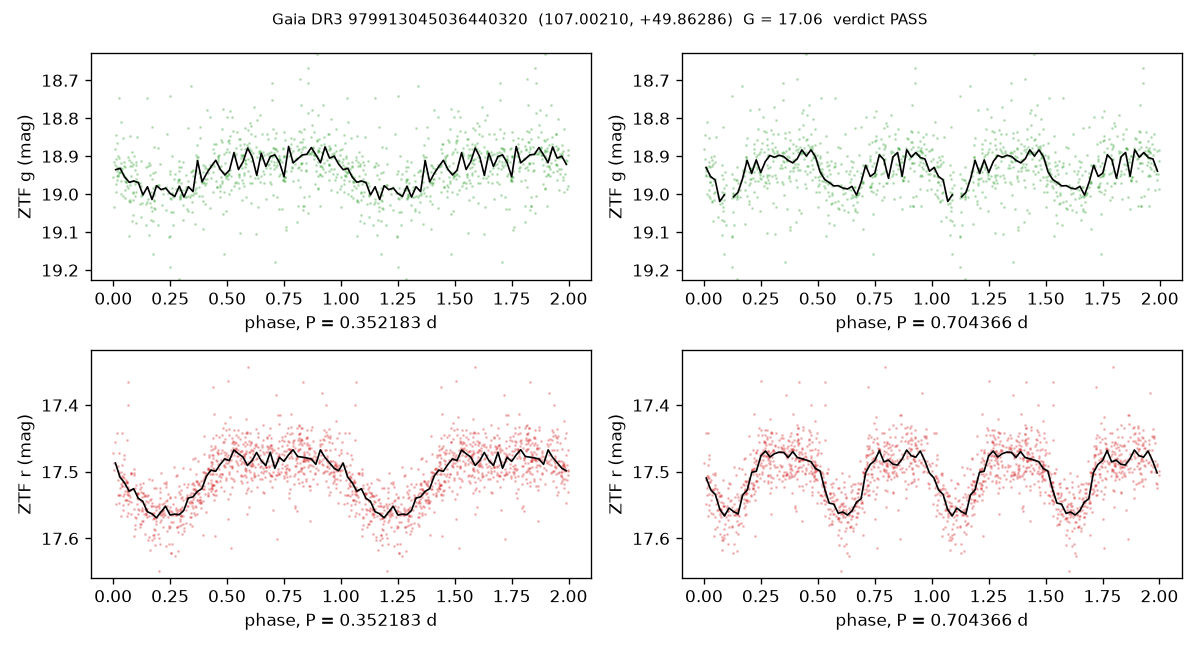 Gaia DR3 979913045036440320 (107.00210, +49.86286) G = 17.06 verdict PASS
ZTF g (mag)
18.7
18.8
18.9
19.0
19.1
19.2
0.00 0.25 0.50 0.75 1.00 1.25 1.50 1.75 2.00
phase, P = 0.352183 d
ZTF g (mag)
18.7
18.8
18.9
19.0
19.1
19.2
0.00 0.25 0.50 0.75 1.00 1.25 1.50 1.75 2.00
phase, P = 0.704366 d
ZTF r (mag)
17.4
17.5
17.6
0.00 0.25 0.50 0.75 1.00 1.25 1.50 1.75 2.00
phase, P = 0.352183 d
ZTF r (mag)
17.4
17.5
17.6
0.00 0.25 0.50 0.75 1.00 1.25 1.50 1.75 2.00
phase, P = 0.704366 d